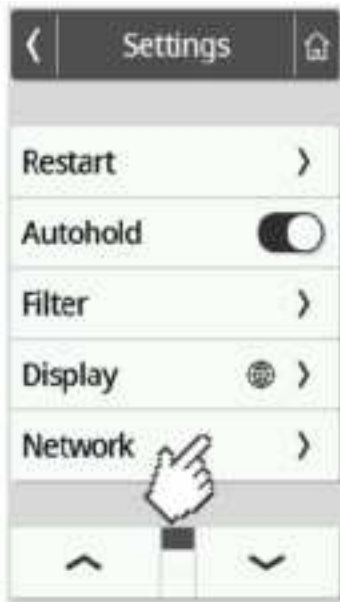 Settings
Restart
Autohold
Filter
Display
Network